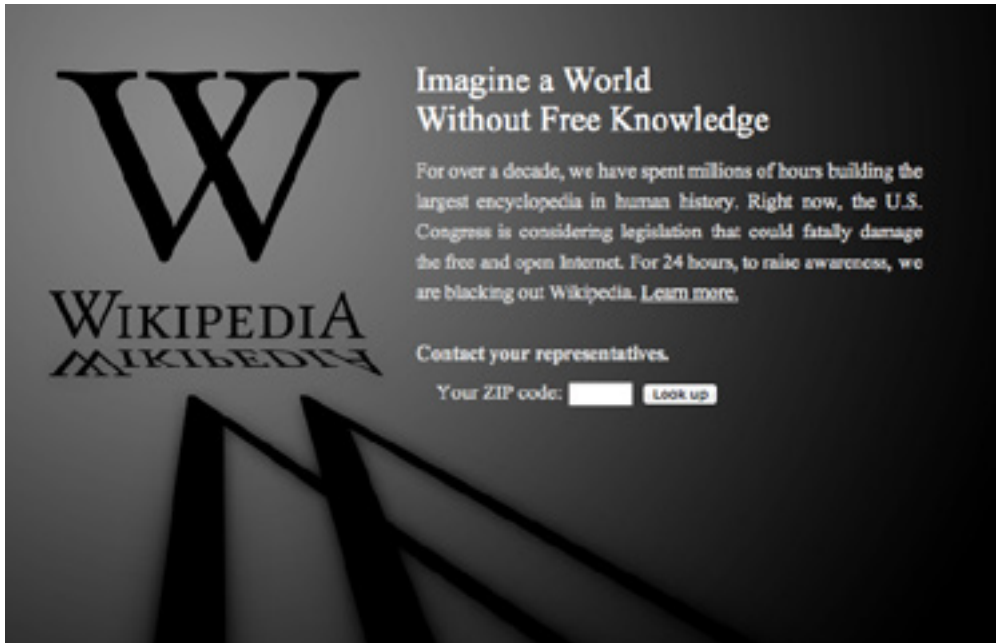 W
WIKIPEDIA
Imagine a World
Without Free Knowledge
For over a decade, we have spent millions of hours building the
largest encyclopedia in human history. Right now, the U.S.
Congress is considering legislation that could fatally damage
the free and open Internet. For 24 hours, to raise awareness, we
are blacking out Wikipedia. Learn more.
Contact your representatives.
Your ZIP code: Look up